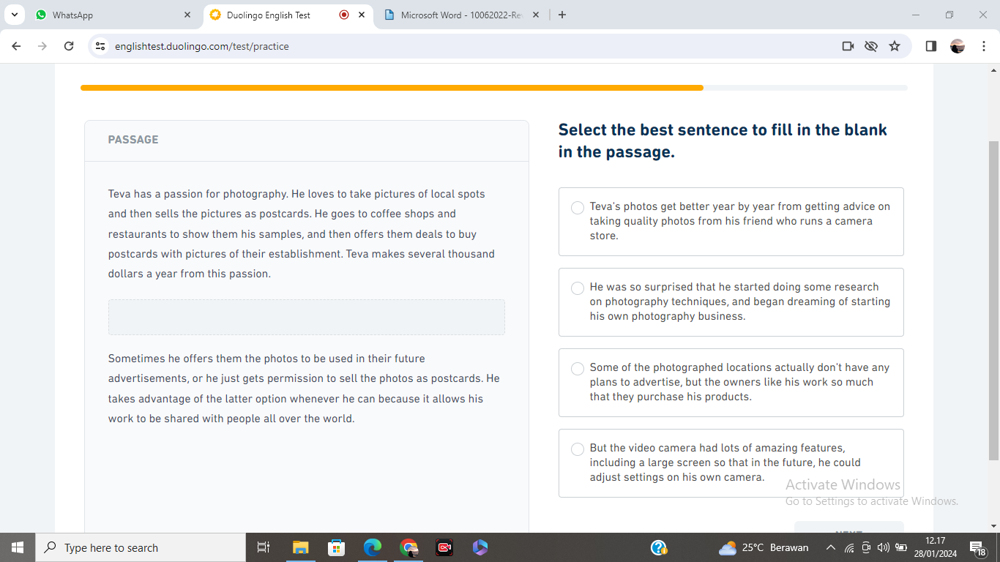 WhatsApp
Duolingo English Test
Microsoft Word - 10062022-Re
englishtest.duolingo.com/test/practice
PASSAGE
Teva has a passion for photography. He loves to take pictures of local spots
and then sells the pictures as postcards. He goes to coffee shops and
restaurants to show them his samples, and then offers them deals to buy
postcards with pictures of their establishment. Teva makes several thousand
dollars a year from this passion.
Sometimes he offers them the photos to be used in their future
advertisements, or he just gets permission to sell the photos as postcards. He
takes advantage of the latter option whenever he can because it allows his
work to be shared with people all over the world.
Select the best sentence to fill in the blank
in the passage.
Teva's photos get better year by year from getting advice on
taking quality photos from his friend who runs a camera
store.
He was so surprised that he started doing some research
on photography techniques, and began dreaming of starting
his own photography business.
Some of the photographed locations actually don't have any
plans to advertise, but the owners like his work so much
that they purchase his products.
But the video camera had lots of amazing features,
including a large screen so that in the future, he could
adjust settings on his own camera.
Activate Windows
Go to Settings to activate Windows.
NEXT
Type here to search
25°C Berawan
12.17
28/01/2024
18